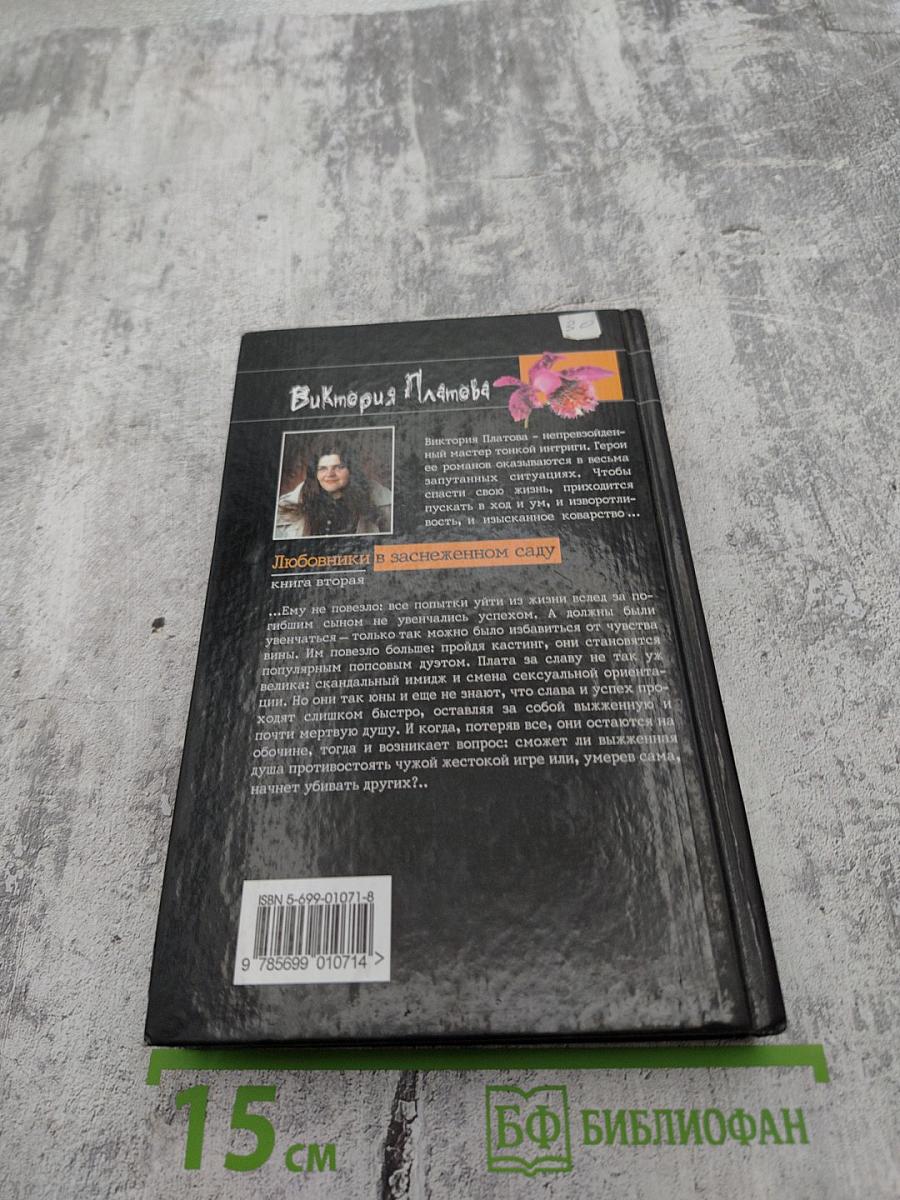 30
Виктория Платова
Виктория Платова – непревзойден-
ный мастер тонкой интриги. Герои
ее романов оказываются в весьма
запутанных ситуациях. Чтобы
спасти свою жизнь, приходится
пускать в ход и ум, и изворотли-
вость, и изысканное коварство...
Любовники в заснеженном саду
книга вторая
...Ему не повезло: все попытки уйти из жизни вслед за по-
гибшим сыном не увенчались успехом. А должны были
увенчаться – только так можно было избавиться от чувства
вины. Им повезло больше: пройдя кастинг, они становятся
популярным попсовым дуэтом. Плата за славу не так уж
велика: скандальный имидж и смена сексуальной ориента-
ции. Но они так юны и еще не знают, что слава и успех про-
ходят слишком быстро, оставляя за собой выжженную и
почти мертвую душу. И когда, потеряв все, они остаются на
обочине, тогда и возникает вопрос: сможет ли выжженная
душа противостоять чужой жестокой игре или, умерев сама,
начнет убивать других?..
ISBN 5-699-01071-8
9 785699 010714 >
15 см
БФ БИБЛИОФАН